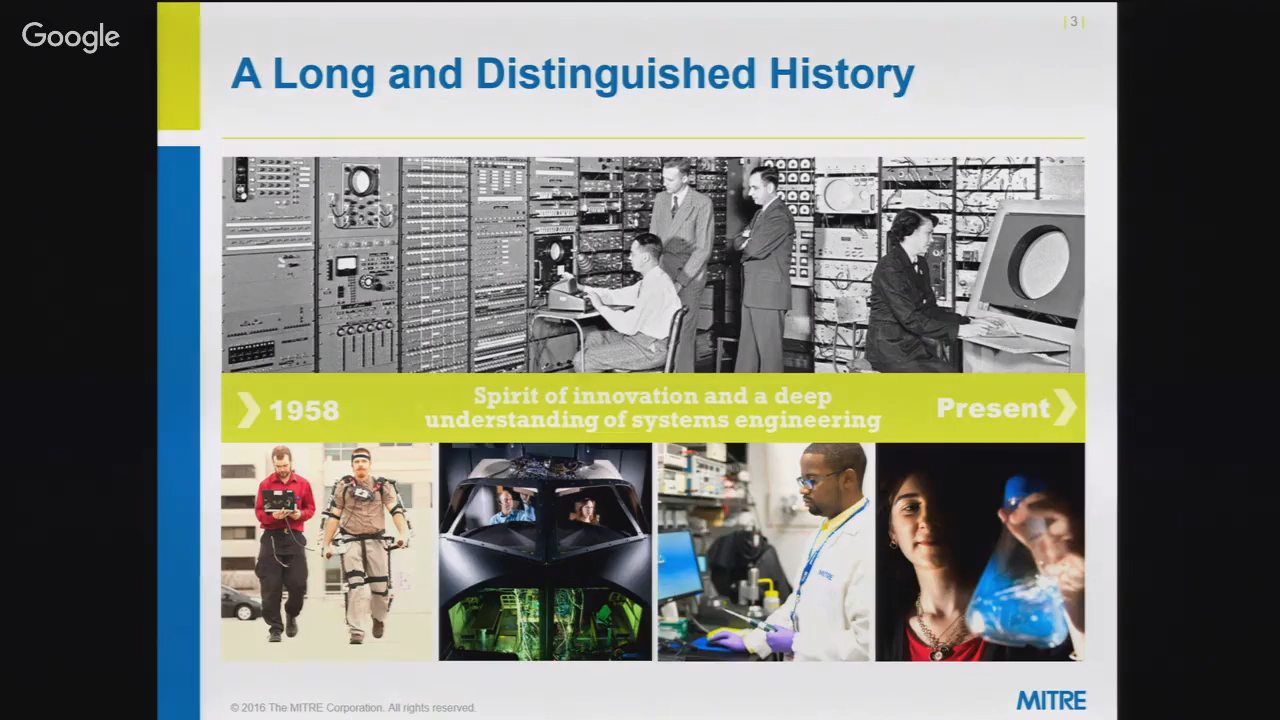 Google
| 3 |
A Long and Distinguished History
1958
Spirit of innovation and a deep
understanding of systems engineering
Present
MITRE
© 2016 The MITRE Corporation. All rights reserved.
MITRE